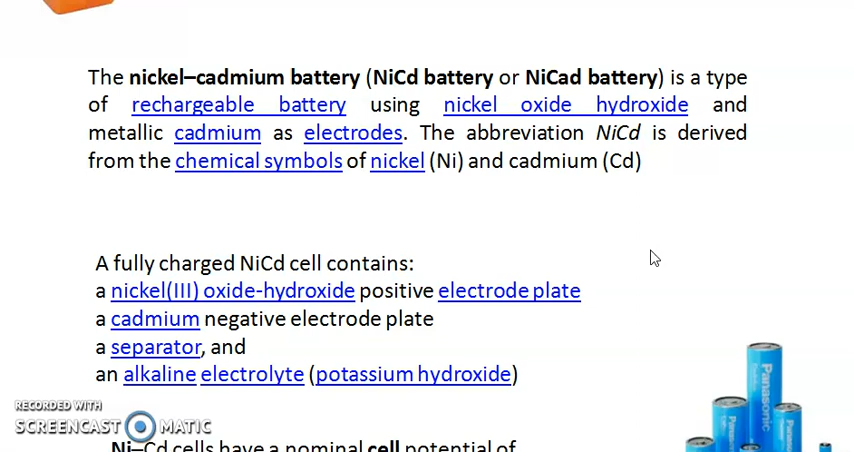 The nickel–cadmium battery (NiCd battery or NiCad battery) is a type
of rechargeable battery using nickel oxide hydroxide and
metallic cadmium as electrodes. The abbreviation NiCd is derived
from the chemical symbols of nickel (Ni) and cadmium (Cd)
A fully charged NiCd cell contains:
a nickel(III) oxide-hydroxide positive electrode plate
a cadmium negative electrode plate
a separator, and
an alkaline electrolyte (potassium hydroxide)
Ni–Cd cells have a nominal cell potential of
Panasonic
RECORDED WITH
SCREENCAST MATIC